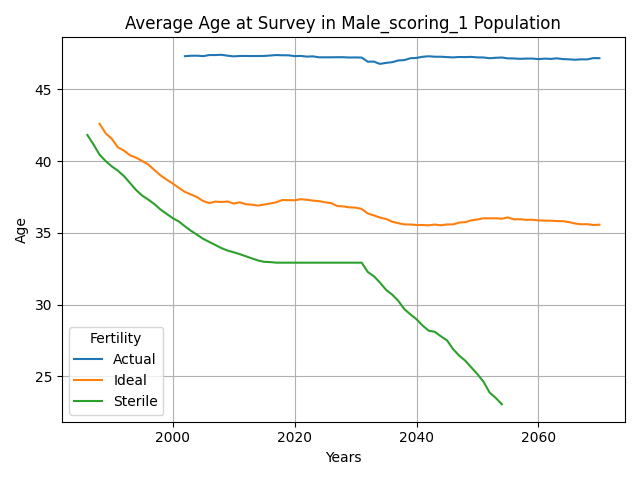 Average Age at Survey in Male_scoring_1 Population
45
40
35
30
25
Age
Fertility
Actual
Ideal
Sterile
2000
2020
2040
2060
Years